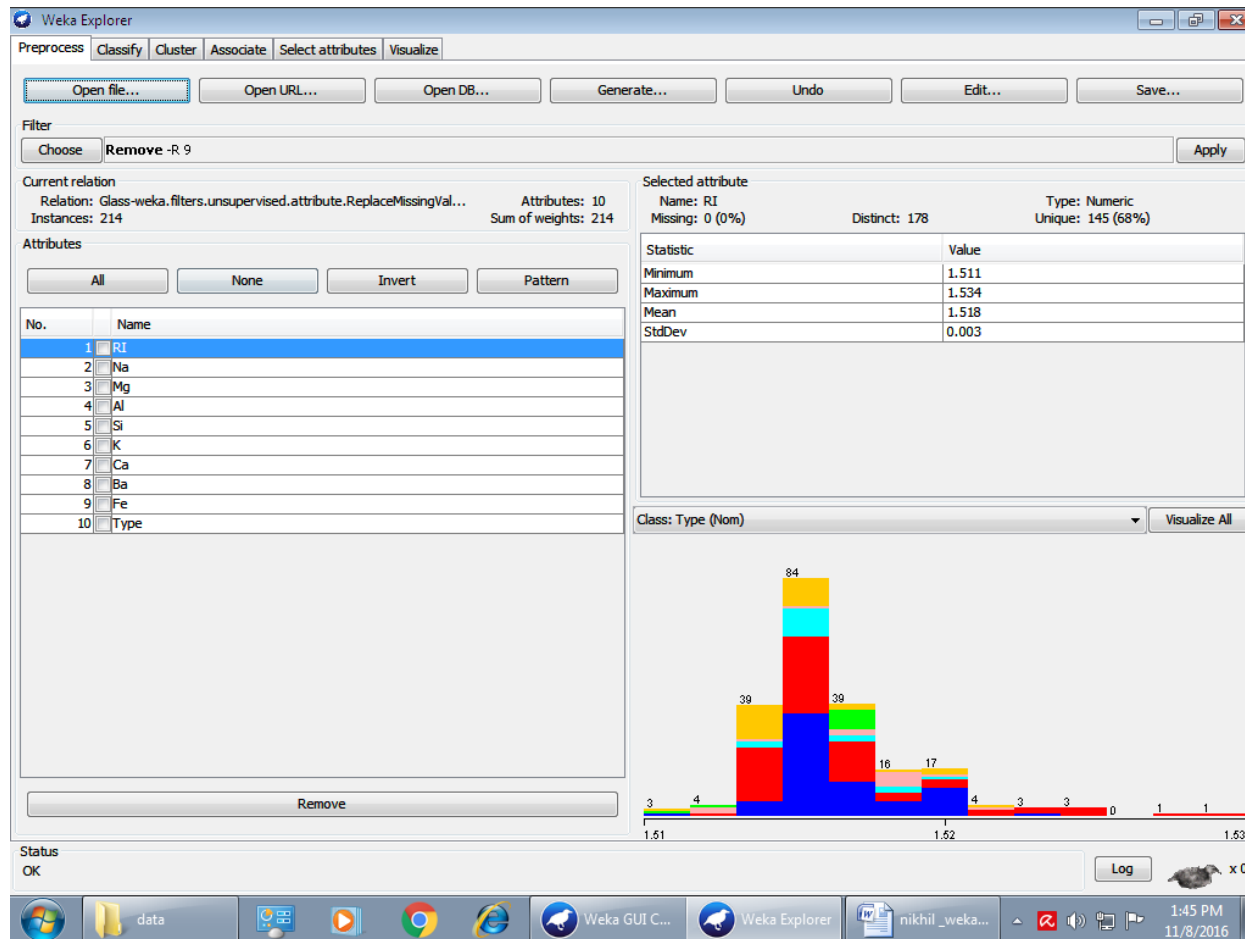 Weka Explorer
Preprocess Classify Cluster Associate Select attributes Visualize
Open file... Open URL... Open DB... Generate... Undo Edit... Save...
Filter
Choose Remove -R 9 Apply
Current relation
Relation: Glass-weka.filters.unsupervised.attribute.ReplaceMissingVal... Attributes: 10
Instances: 214 Sum of weights: 214
Attributes
All None Invert Pattern
No. Name
1 RI
2 Na
3 Mg
4 Al
5 Si
6 K
7 Ca
8 Ba
9 Fe
10 Type
Remove
Selected attribute
Name: RI Type: Numeric
Missing: 0 (0%) Distinct: 178 Unique: 145 (68%)
Statistic Value
Minimum 1.511
Maximum 1.534
Mean 1.518
StdDev 0.003
Class: Type (Nom) Visualize All
84
39 39
16 17
3 4 4 3 3 0 1 1
1.51 1.52 1.53
Status
OK Log x 0
data Weka GUI C... Weka Explorer nikhil _weka... 1:45 PM
11/8/2016